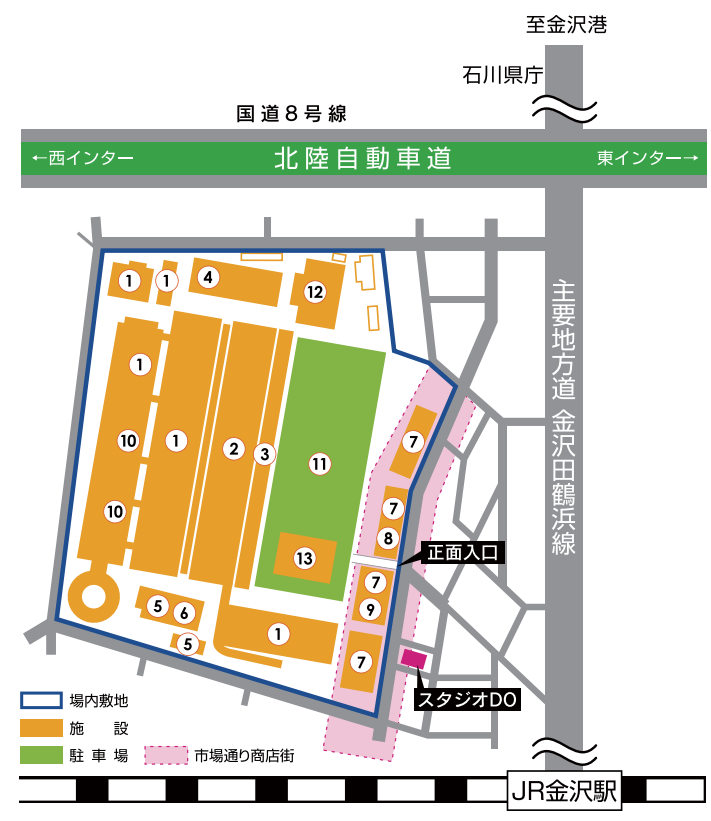 至金沢港
石川県庁
国道8号線
←西インター
北陸自動車道
東インター→
主要地方道 金沢田鶴浜線
1
1
4
12
1
10
10
1
2
3
11
13
7
7
8
正面入口
7
9
7
5
6
5
1
スタジオDO
場内敷地
施設
駐車場
市場通り商店街
JR金沢駅